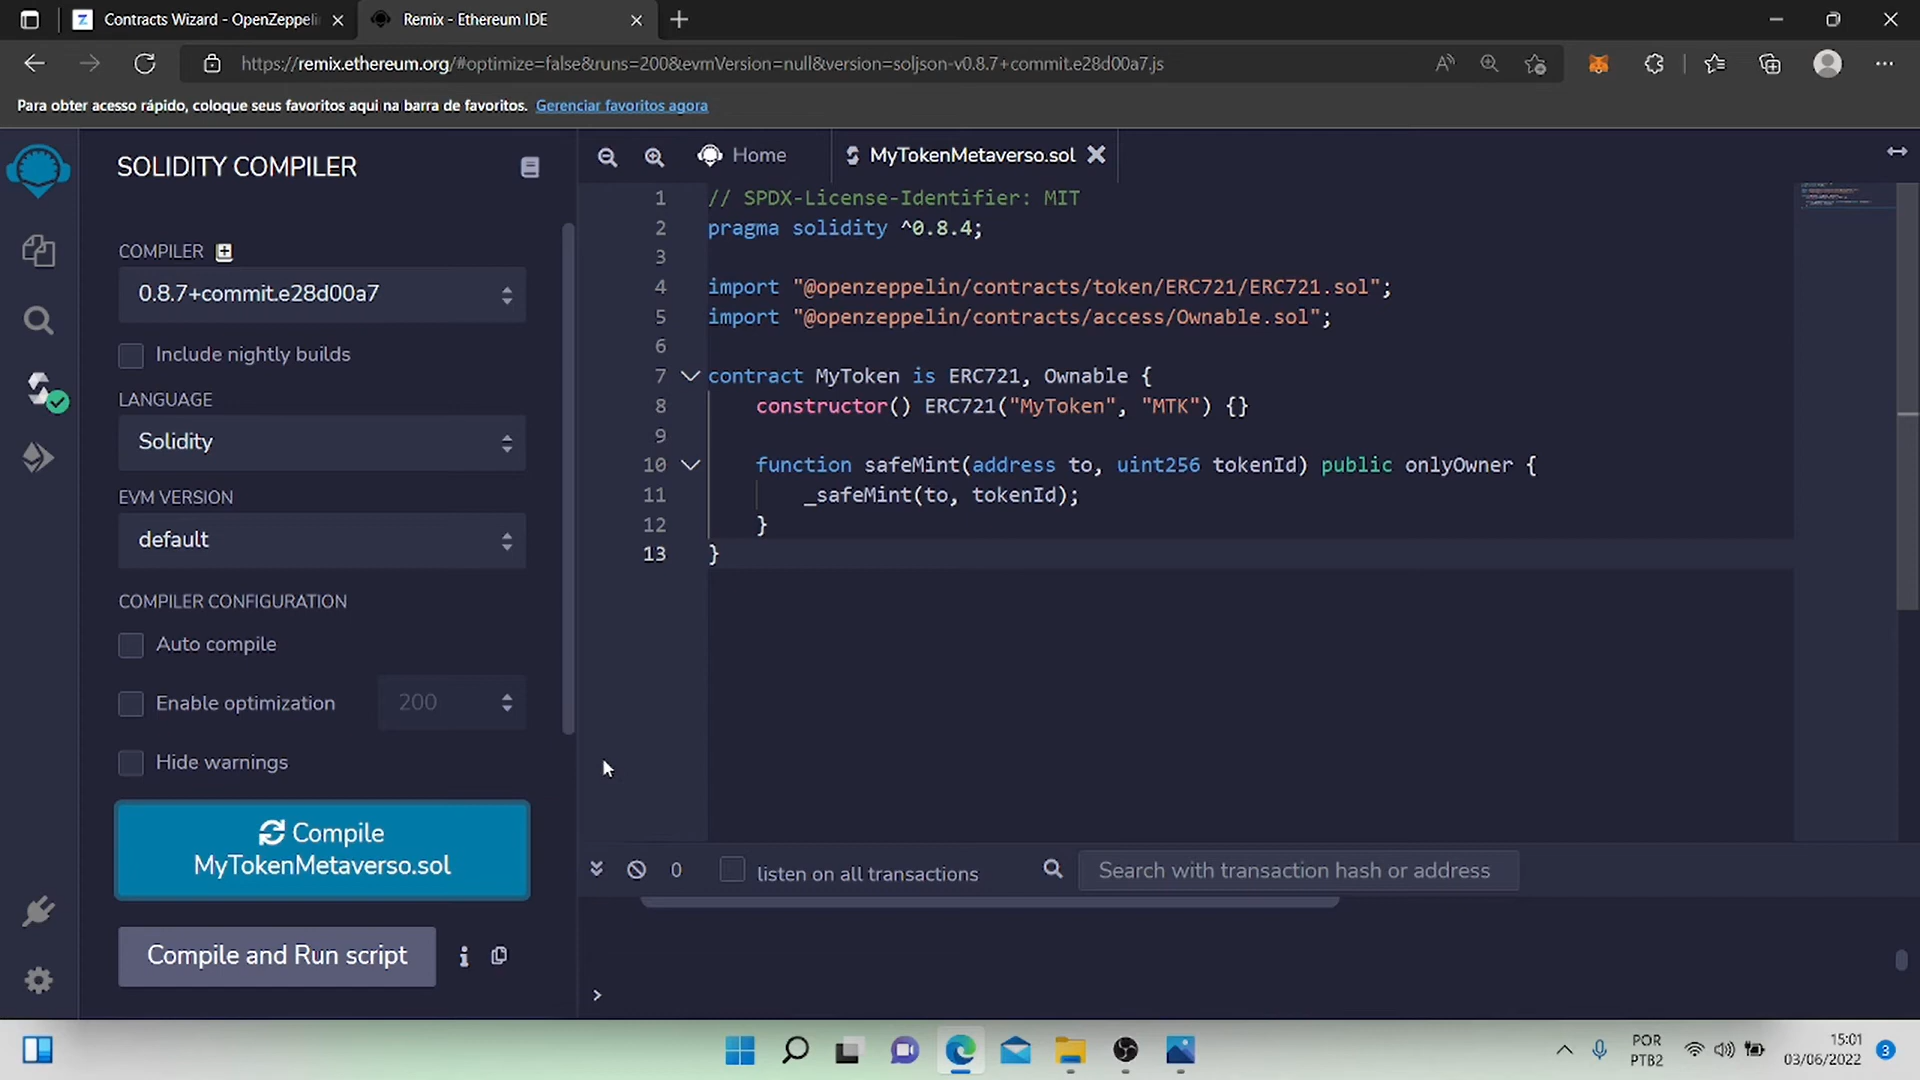 Contracts Wizard - OpenZeppeli
Remix - Ethereum IDE
https://remix.ethereum.org/#optimize=false&runs=200&evmVersion=null&version=soljson-v0.8.7+commit.e28d00a7.js
Para obter acesso rápido, coloque seus favoritos aqui na barra de favoritos. Gerenciar favoritos agora
SOLIDITY COMPILER
COMPILER
0.8.7+commit.e28d00a7
Include nightly builds
LANGUAGE
Solidity
EVM VERSION
default
COMPILER CONFIGURATION
Auto compile
Enable optimization
200
Hide warnings
Compile
MyTokenMetaverso.sol
Compile and Run script
Home
MyTokenMetaverso.sol
1 // SPDX-License-Identifier: MIT
2 pragma solidity ^0.8.4;
3
4 import "@openzeppelin/contracts/token/ERC721/ERC721.sol";
5 import "@openzeppelin/contracts/access/Ownable.sol";
6
7 contract MyToken is ERC721, Ownable {
8 constructor() ERC721("MyToken", "MTK") {}
9
10 function safeMint(address to, uint256 tokenId) public onlyOwner {
11 _safeMint(to, tokenId);
12 }
13 }
0
listen on all transactions
Search with transaction hash or address
>
POR
PTB2
15:01
03/06/2022
3